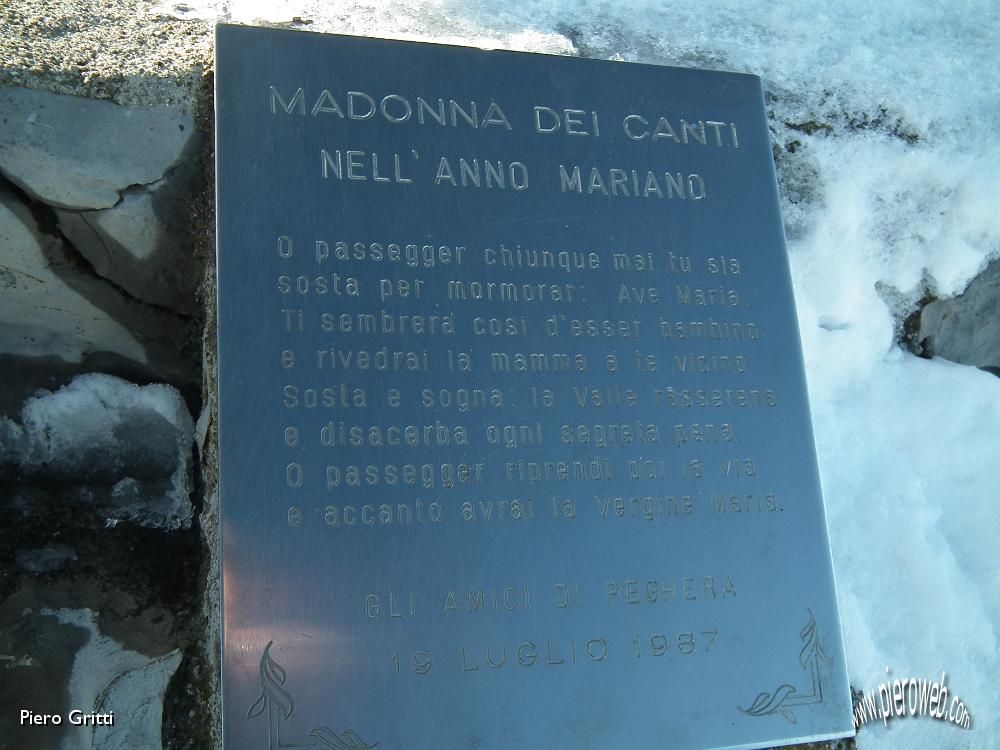 MADONNA DEI CANTI
NELL'ANNO MARIANO
O passegger chiunque mai tu sia
sosta per mormorar: Ave Maria.
Ti sembrerà così d'esser bambino
e rivedrai la mamma a te vicino.
Sosta e sogna: la Valle rasserena
e disacerba ogni segreta pena.
O passegger riprendi poi la via
e accanto avrai la Vergine Maria.
GLI AMICI DI PEGHERA
19 LUGLIO 1987
Piero Gritti
www.pieroweb.com